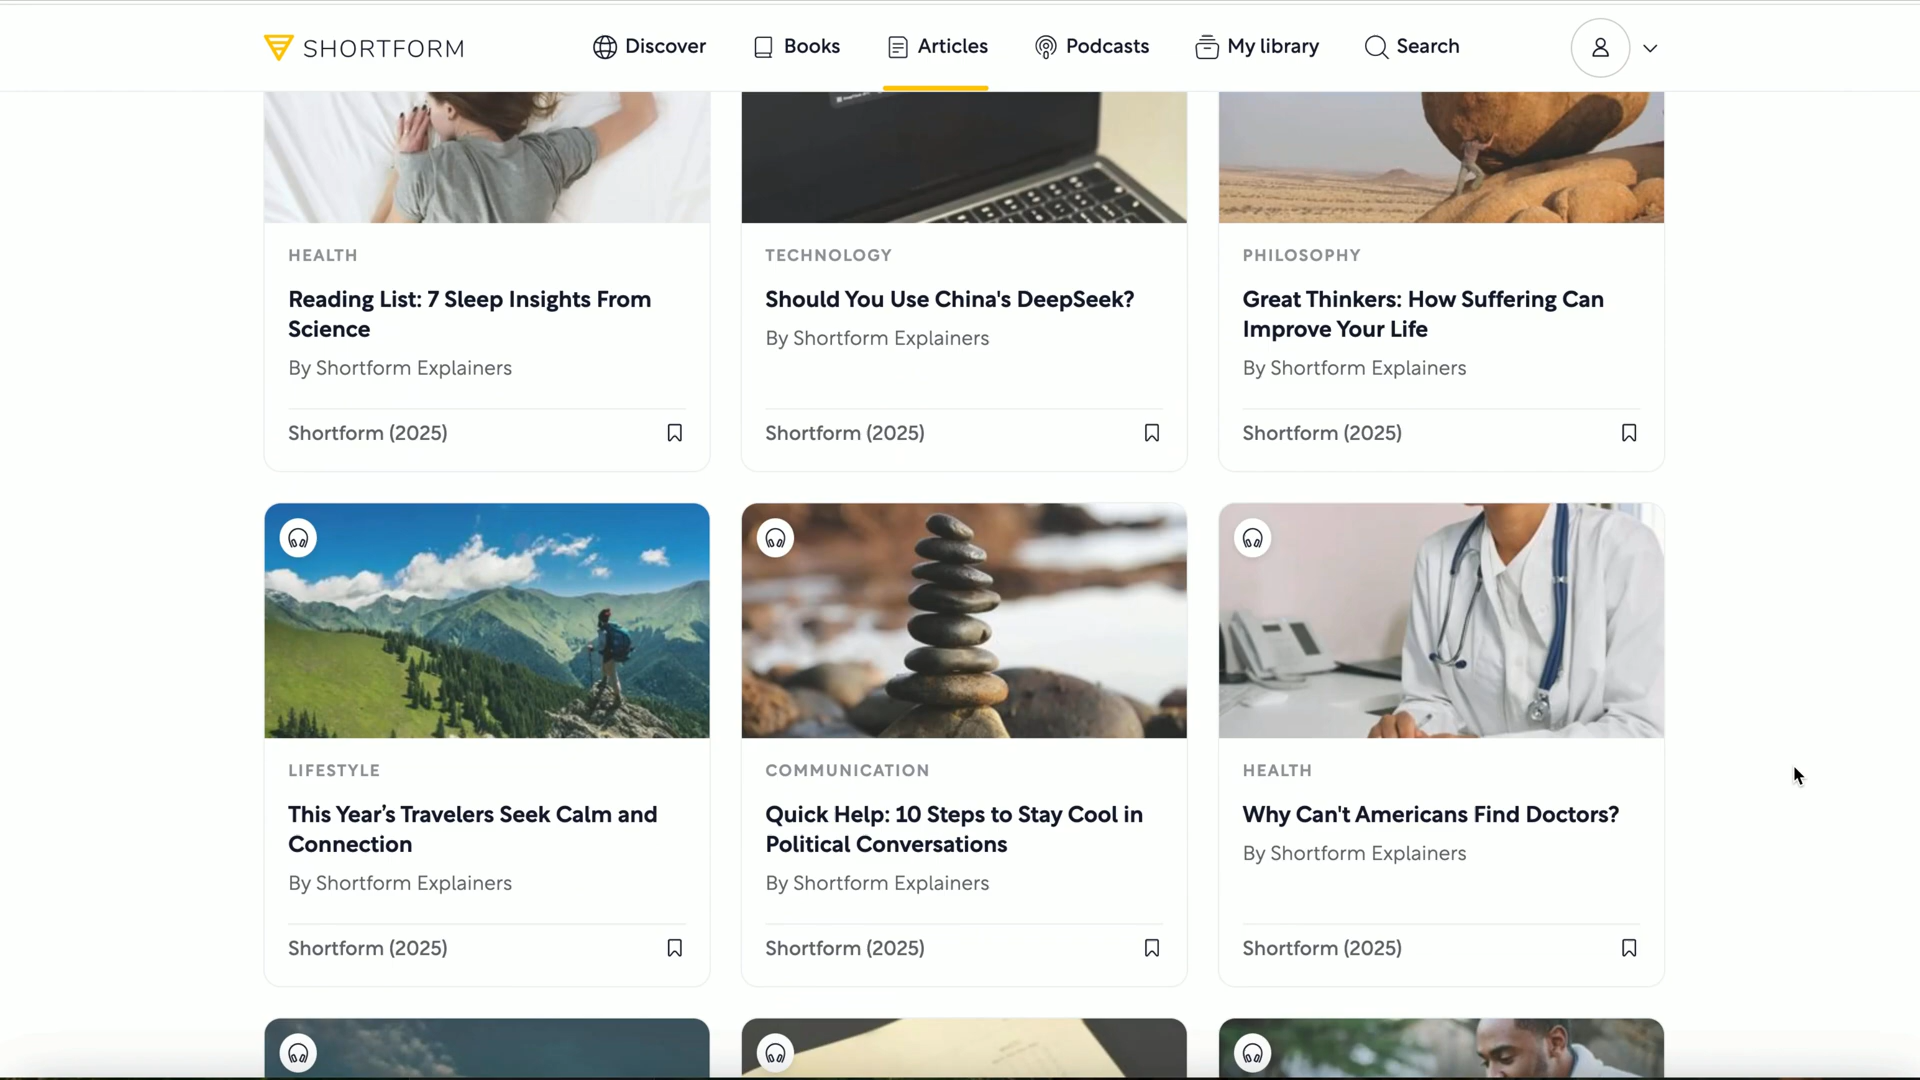 SHORTFORM
Discover
Books
Articles
Podcasts
My library
Search
HEALTH
Reading List: 7 Sleep Insights From
Science
By Shortform Explainers
Shortform (2025)
TECHNOLOGY
Should You Use China's DeepSeek?
By Shortform Explainers
Shortform (2025)
PHILOSOPHY
Great Thinkers: How Suffering Can
Improve Your Life
By Shortform Explainers
Shortform (2025)
LIFESTYLE
This Year’s Travelers Seek Calm and
Connection
By Shortform Explainers
Shortform (2025)
COMMUNICATION
Quick Help: 10 Steps to Stay Cool in
Political Conversations
By Shortform Explainers
Shortform (2025)
HEALTH
Why Can't Americans Find Doctors?
By Shortform Explainers
Shortform (2025)